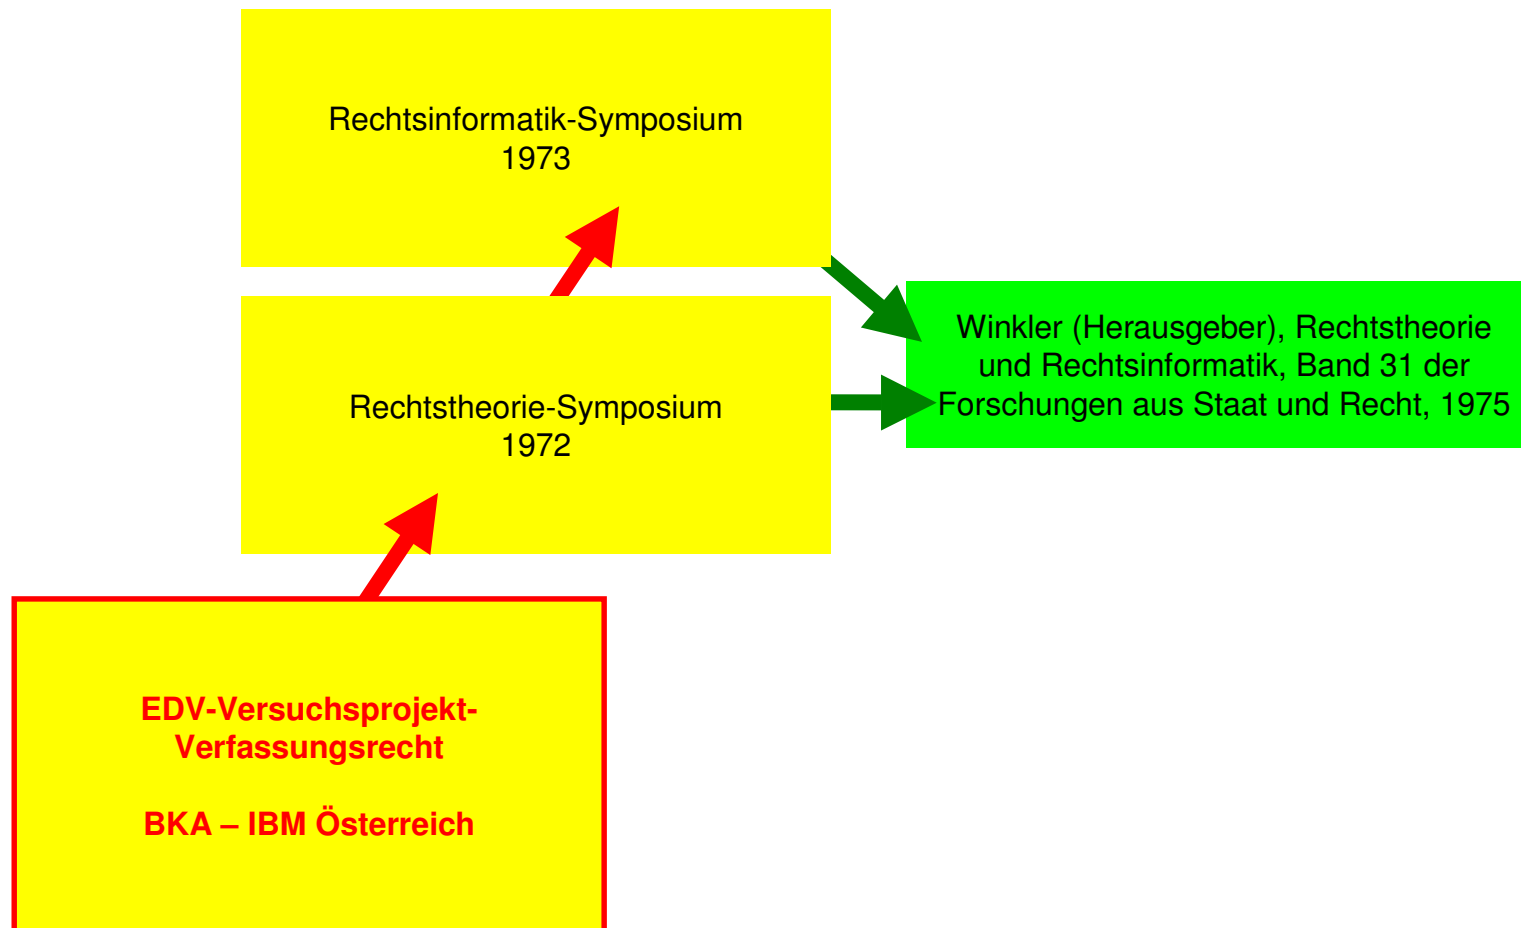 Rechtsinformatik-Symposium
1973
Rechtstheorie-Symposium
1972
Winkler (Herausgeber), Rechtstheorie
und Rechtsinformatik, Band 31 der
Forschungen aus Staat und Recht, 1975
EDV-Versuchsprojekt-
Verfassungsrecht
BKA – IBM Österreich